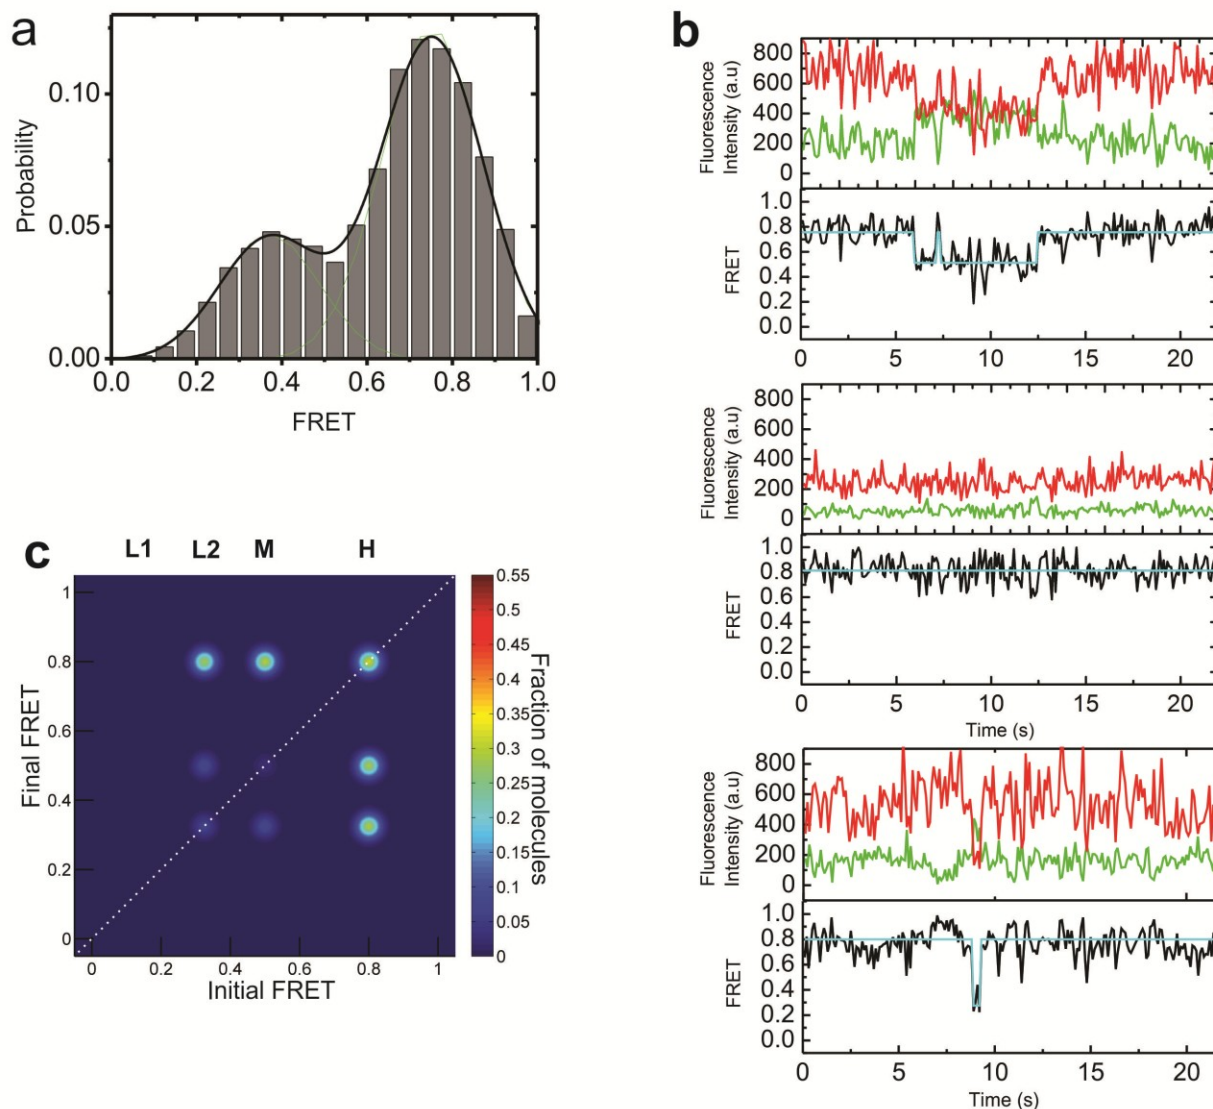 a
Probability
0.10
0.05
0.00
0.0 0.2 0.4 0.6 0.8 1.0
FRET
b
Fluorescence
Intensity (a.u)
800
600
400
200
0
FRET
1.0
0.8
0.6
0.4
0.2
0.0
0 5 10 15 20
Fluorescence
Intensity (a.u)
800
600
400
200
0
FRET
1.0
0.8
0.6
0.4
0.2
0.0
0 5 10 15 20
Time (s)
Fluorescence
Intensity (a.u)
800
600
400
200
0
FRET
1.0
0.8
0.6
0.4
0.2
0.0
0 5 10 15 20
Time (s)
c
L1 L2 M H
Final FRET
1
0.8
0.6
0.4
0.2
0
0 0.2 0.4 0.6 0.8 1
Initial FRET
0.55
0.5
0.45
0.4
0.35
0.3
0.25
0.2
0.15
0.1
0.05
0
Fraction of molecules